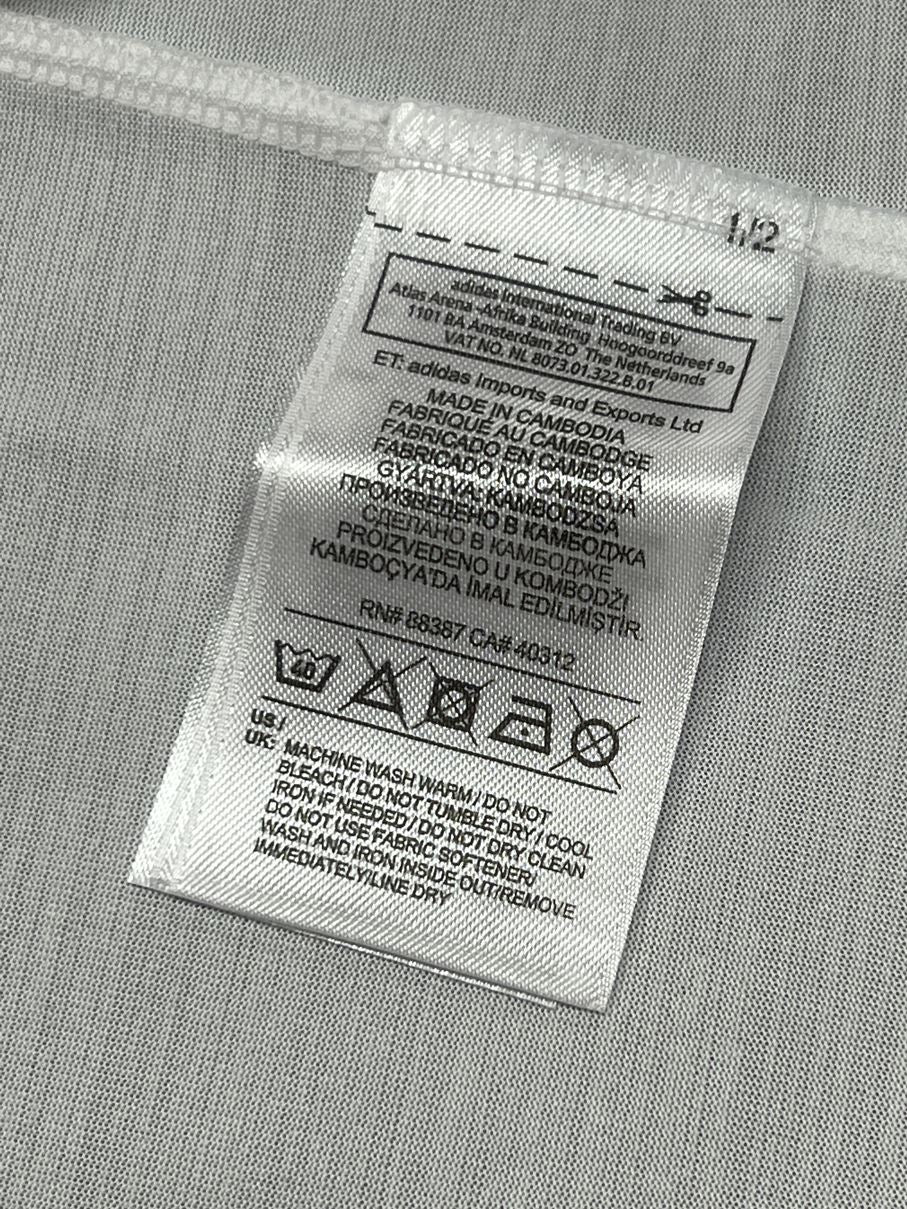 1/2
adidas International Trading BV
Atlas Arena -Afrika Building Hoogoorddreef 9a
1101 BA Amsterdam ZO The Netherlands
VAT NO. NL 8073.01.322.B.01
ET: adidas Imports and Exports Ltd
MADE IN CAMBODIA
FABRIQUÉ AU CAMBODGE
FABRICADO EN CAMBOYA
FABRICADO NO CAMBOJA
GYÁRTVA: KAMBODZSA
ПРОИЗВЕДЕНО В КАМБОДЖА
СДЕЛАНО В КАМБОДЖЕ
PROIZVEDENO U KOMBODŽI
KAMBOÇYA'DA İMAL EDİLMİŞTİR
RN# 88387 CA# 40312
40
US /
UK: MACHINE WASH WARM / DO NOT
BLEACH / DO NOT TUMBLE DRY / COOL
IRON IF NEEDED / DO NOT DRY CLEAN
DO NOT USE FABRIC SOFTENER/
WASH AND IRON INSIDE OUT/REMOVE
IMMEDIATELY/LINE DRY